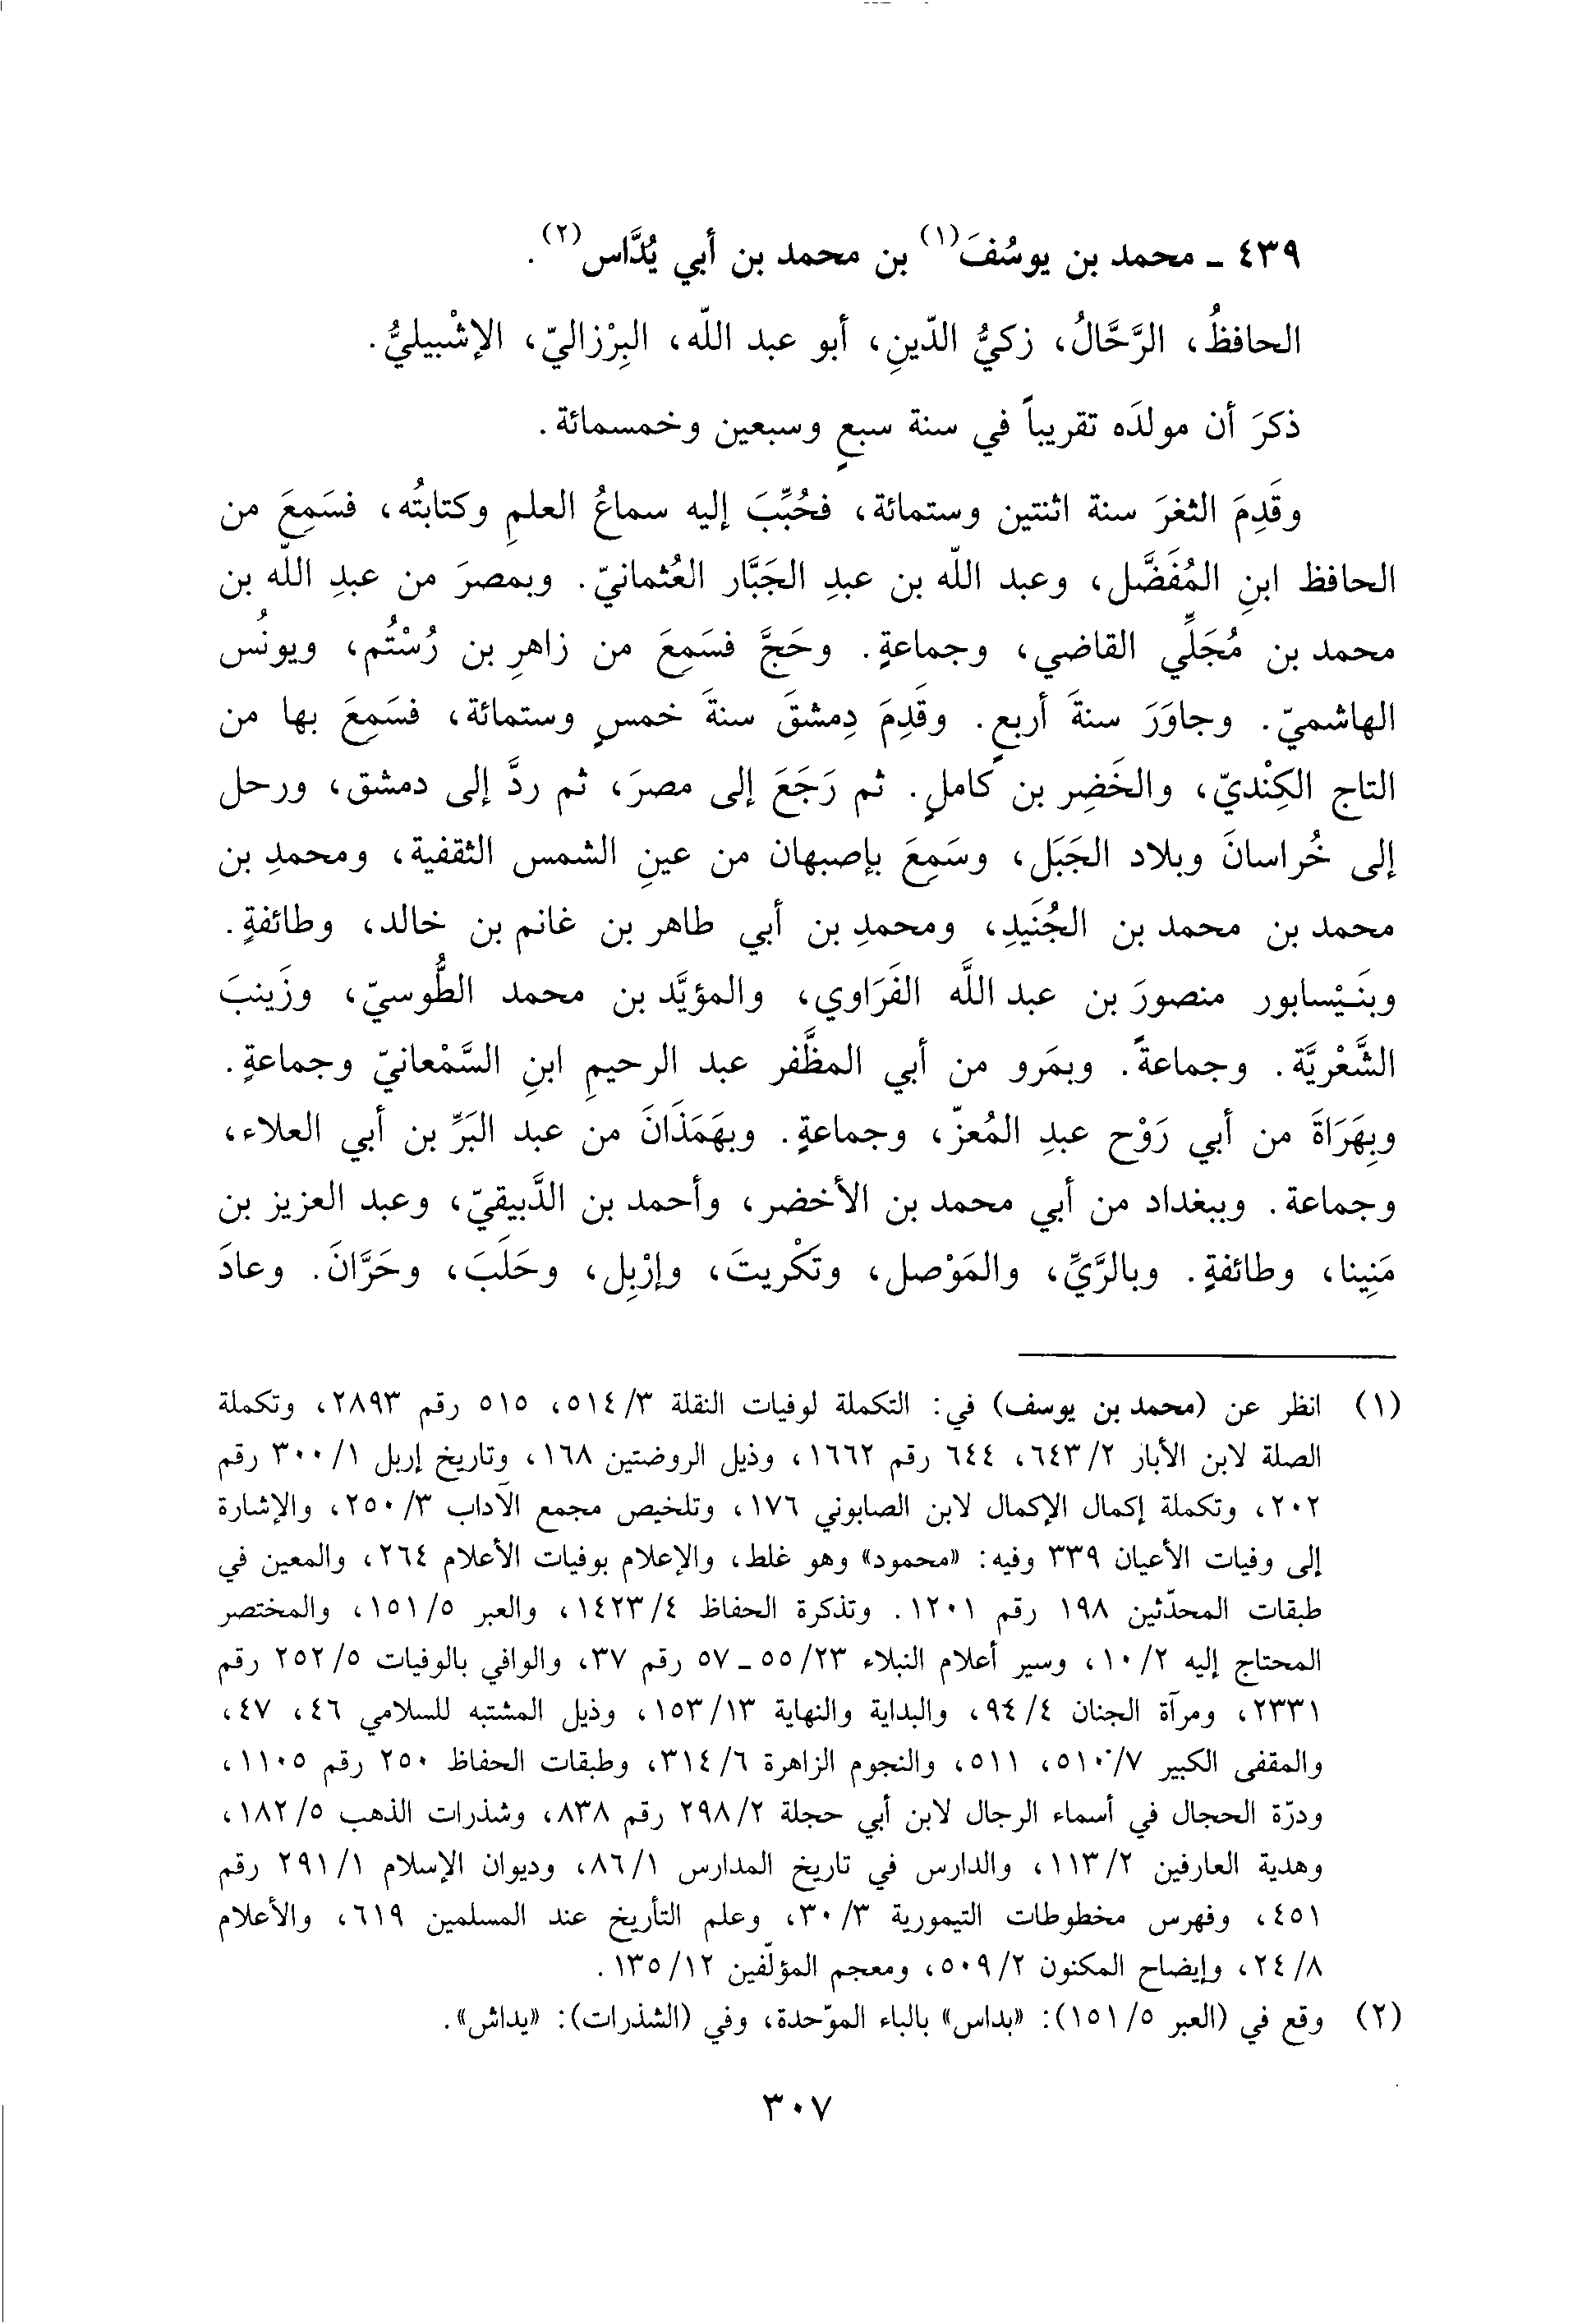 ٤٣٩ ـ محمد بن يوسُفَ(١) بن محمد بن أبي يُدَّاس(٢).
الحافظُ، الرَّحَّالُ، زكيُّ الدّينِ، أبو عبد اللّه، البِرْزاليّ، الإشْبيليُّ.
ذكرَ أن مولدَه تقريباً في سنة سبعٍ وسبعين وخمسمائة.
وقَدِمَ الثغرَ سنة اثنتين وستمائة، فحُبِّبَ إليه سماعُ العلمِ وكتابتُه، فسَمِعَ من
الحافظ ابنِ المُفَضَّل، وعبد اللّه بن عبدِ الجَبَّار العُثمانيّ. وبمصرَ من عبدِ اللّه بن
محمد بن مُجَلِّي القاضي، وجماعةٍ. وحَجَّ فسَمِعَ من زاهرِ بن رُسْتُم، ويونُس
الهاشميّ. وجاوَرَ سنةَ أربعٍ. وقَدِمَ دِمشقَ سنةَ خمسٍ وستمائة، فسَمِعَ بها من
التاج الكِنْديّ، والخَضِر بن كاملٍ. ثم رَجَعَ إلى مصرَ، ثم ردَّ إلى دمشق، ورحل
إلى خُراسانَ وبلاد الجَبَل، وسَمِعَ بإصبهان من عينِ الشمس الثقفية، ومحمدِ بن
محمد بن محمد بن الجُنَيدِ، ومحمدِ بن أبي طاهر بن غانم بن خالد، وطائفةٍ.
وبنَـيْسابور منصورَ بن عبد اللَّه الفَرَاوي، والمؤيَّد بن محمد الطُّوسيّ، وزَينبَ
الشَّعْريَّة. وجماعةً. وبمَرو من أبي المظَّفر عبد الرحيمِ ابنِ السَّمْعانيّ وجماعةٍ.
وبِهَرَاةَ من أبي رَوْح عبدِ المُعزّ، وجماعةٍ. وبهَمَذَانَ من عبد البَرِّ بن أبي العلاء،
وجماعة. وببغداد من أبي محمد بن الأخضر، وأحمد بن الدَّبيقيّ، وعبد العزيز بن
مَنِينا، وطائفةٍ. وبالرَّيِّ، والمَوْصل، وتَكْريتَ، وإرْبِل، وحَلَبَ، وحَرَّانَ. وعادَ
(١) انظر عن (محمد بن يوسف) في: التكملة لوفيات النقلة ٣/ ٥١٤، ٥١٥ رقم ٢٨٩٣، وتكملة
الصلة لابن الأبار ٢/ ٦٤٣، ٦٤٤ رقم ١٦٦٢، وذيل الروضتين ١٦٨، وتاريخ إربل ١/ ٣٠٠ رقم
٢٠٢، وتكملة إكمال الإكمال لابن الصابوني ١٧٦، وتلخيص مجمع الآداب ٣/ ٢٥٠، والإشارة
إلى وفيات الأعيان ٣٣٩ وفيه: «محمود» وهو غلط، والإعلام بوفيات الأعلام ٢٦٤، والمعين في
طبقات المحدّثين ١٩٨ رقم ١٢٠١. وتذكرة الحفاظ ٤/ ١٤٢٣، والعبر ٥/ ١٥١، والمختصر
المحتاج إليه ٢/ ١٠، وسير أعلام النبلاء ٢٣/ ٥٥ ـ ٥٧ رقم ٣٧، والوافي بالوفيات ٥/ ٢٥٢ رقم
٢٣٣١، ومرآة الجنان ٤/ ٩٤، والبداية والنهاية ١٣/ ١٥٣، وذيل المشتبه للسلامي ٤٦، ٤٧،
والمقفى الكبير ٧/ ٥١٠، ٥١١، والنجوم الزاهرة ٦/ ٣١٤، وطبقات الحفاظ ٢٥٠ رقم ١١٠٥،
ودرّة الحجال في أسماء الرجال لابن أبي حجلة ٢/ ٢٩٨ رقم ٨٣٨، وشذرات الذهب ٥/ ١٨٢،
وهدية العارفين ٢/ ١١٣، والدارس في تاريخ المدارس ١/ ٨٦، وديوان الإسلام ١/ ٢٩١ رقم
٤٥١، وفهرس مخطوطات التيمورية ٣/ ٣٠، وعلم التأريخ عند المسلمين ٦١٩، والأعلام
٨/ ٢٤، وإيضاح المكنون ٢/ ٥٠٩، ومعجم المؤلّفين ١٢/ ١٣٥.
(٢) وقع في (العبر ٥/ ١٥١): «بداس» بالباء الموّحدة، وفي (الشذرات): «يداش».
٣٠٧